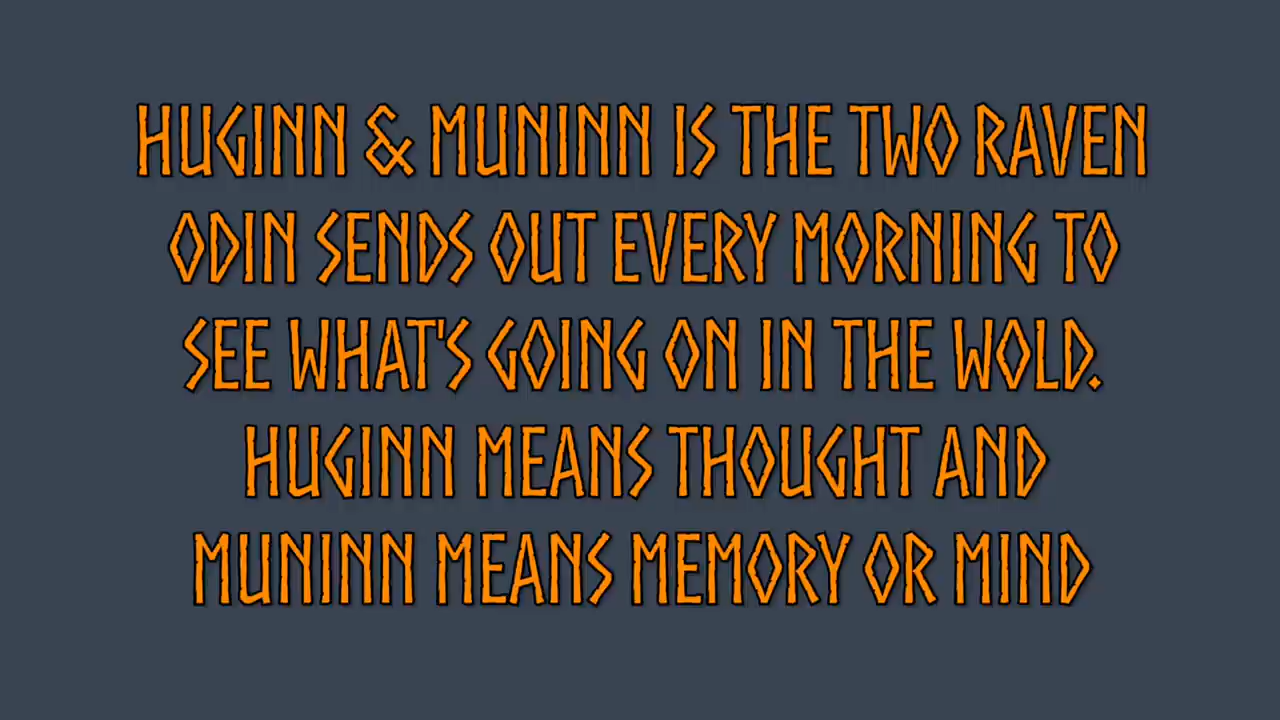 HUGINN & MUNINN IS THE TWO RAVEN
ODIN SENDS OUT EVERY MORNING TO
SEE WHAT'S GOING ON IN THE WOLD.
HUGINN MEANS THOUGHT AND
MUNINN MEANS MEMORY OR MIND